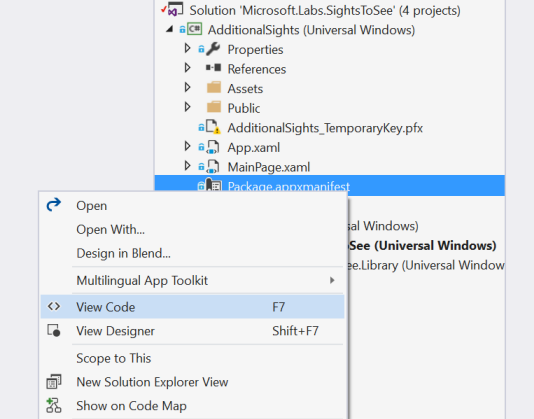 Solution 'Microsoft.Labs.SightsToSee' (4 projects)
AdditionalSights (Universal Windows)
Properties
References
Assets
Public
AdditionalSights_TemporaryKey.pfx
App.xaml
MainPage.xaml
Package.appxmanifest
Open
Open With...
sal Windows)
Design in Blend...
oSee (Universal Windows)
ee.Library (Universal Window
Multilingual App Toolkit
View Code F7
View Designer Shift+F7
Scope to This
New Solution Explorer View
Show on Code Map